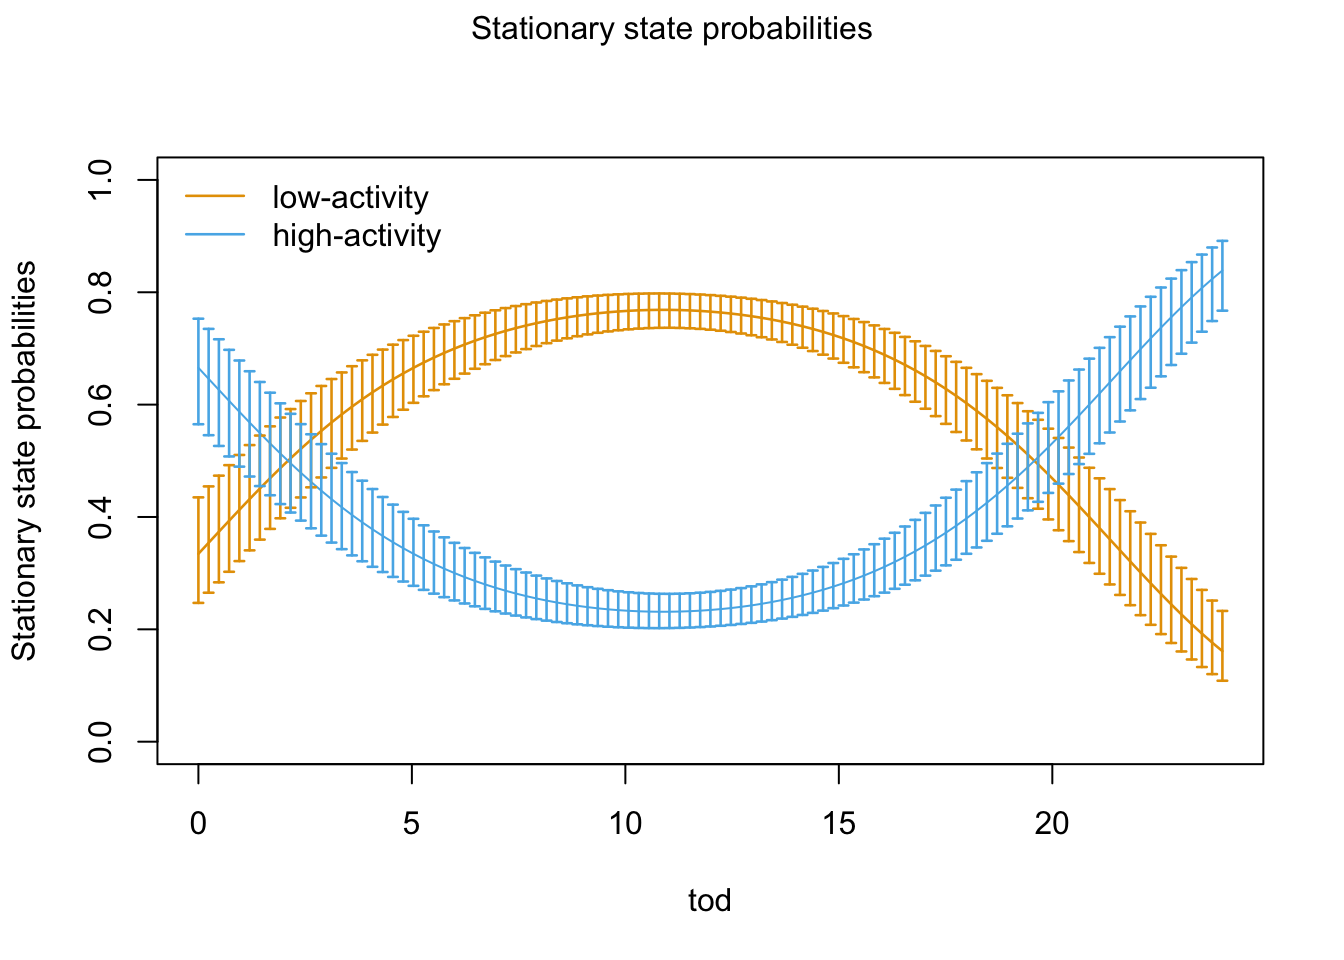 Stationary state probabilities
low-activity
high-activity
Stationary state probabilities
1.0
0.8
0.6
0.4
0.2
0.0
0 5 10 15 20
tod